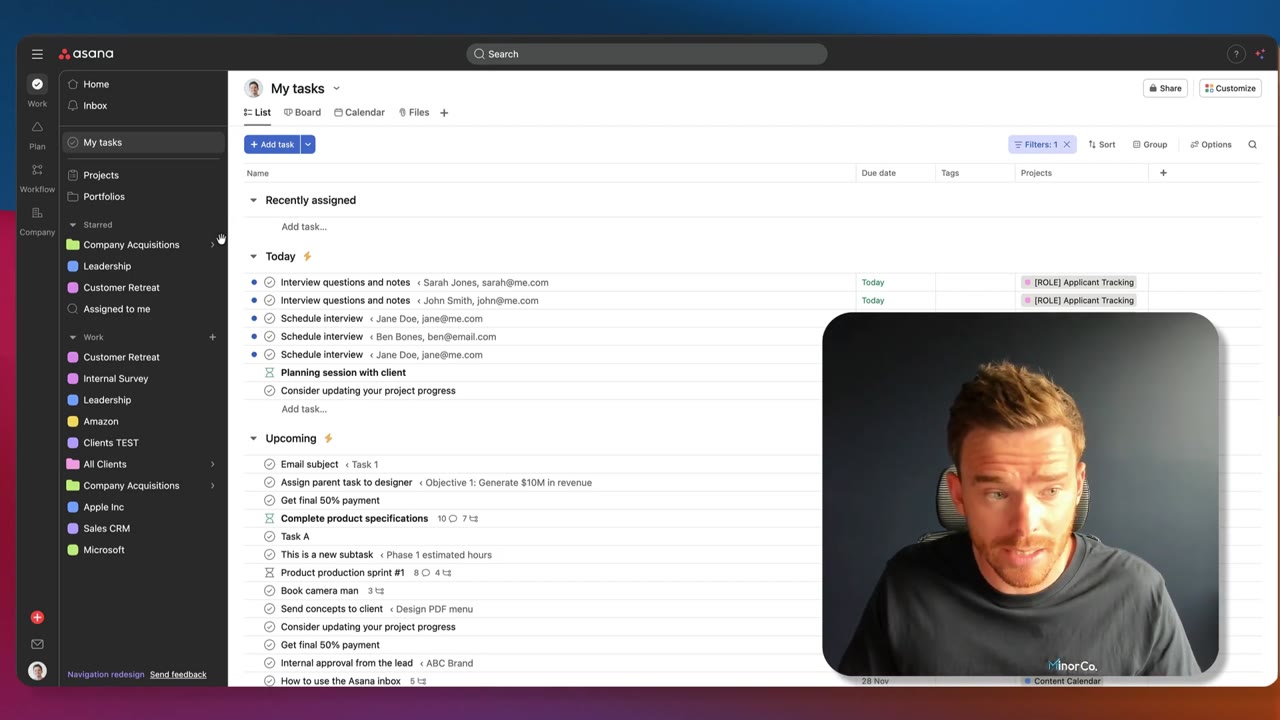 asana
Search
?
Work
Plan
Workflow
Company
Home
Inbox
My tasks
Projects
Portfolios
Starred
Company Acquisitions
Leadership
Customer Retreat
Assigned to me
Work
Customer Retreat
Internal Survey
Leadership
Amazon
Clients TEST
All Clients
Company Acquisitions
Apple Inc
Sales CRM
Microsoft
Navigation redesign Send feedback
My tasks
Share
Customize
List Board Calendar Files +
+ Add task
Filters: 1 Sort Group Options
Name Due date Tags Projects +
Recently assigned
Add task...
Today
Interview questions and notes ‹ Sarah Jones, sarah@me.com Today [ROLE] Applicant Tracking
Interview questions and notes ‹ John Smith, john@me.com Today [ROLE] Applicant Tracking
Schedule interview ‹ Jane Doe, jane@me.com
Schedule interview ‹ Ben Bones, ben@email.com
Schedule interview ‹ Jane Doe, jane@me.com
Planning session with client
Consider updating your project progress
Add task...
Upcoming
Email subject ‹ Task 1
Assign parent task to designer ‹ Objective 1: Generate $10M in revenue
Get final 50% payment
Complete product specifications 10 7
Task A
This is a new subtask ‹ Phase 1 estimated hours
Product production sprint #1 8 4
Book camera man 3
Send concepts to client ‹ Design PDF menu
Consider updating your project progress
Get final 50% payment
Internal approval from the lead ‹ ABC Brand
How to use the Asana inbox 5 28 Nov Content Calendar
MinorCo.